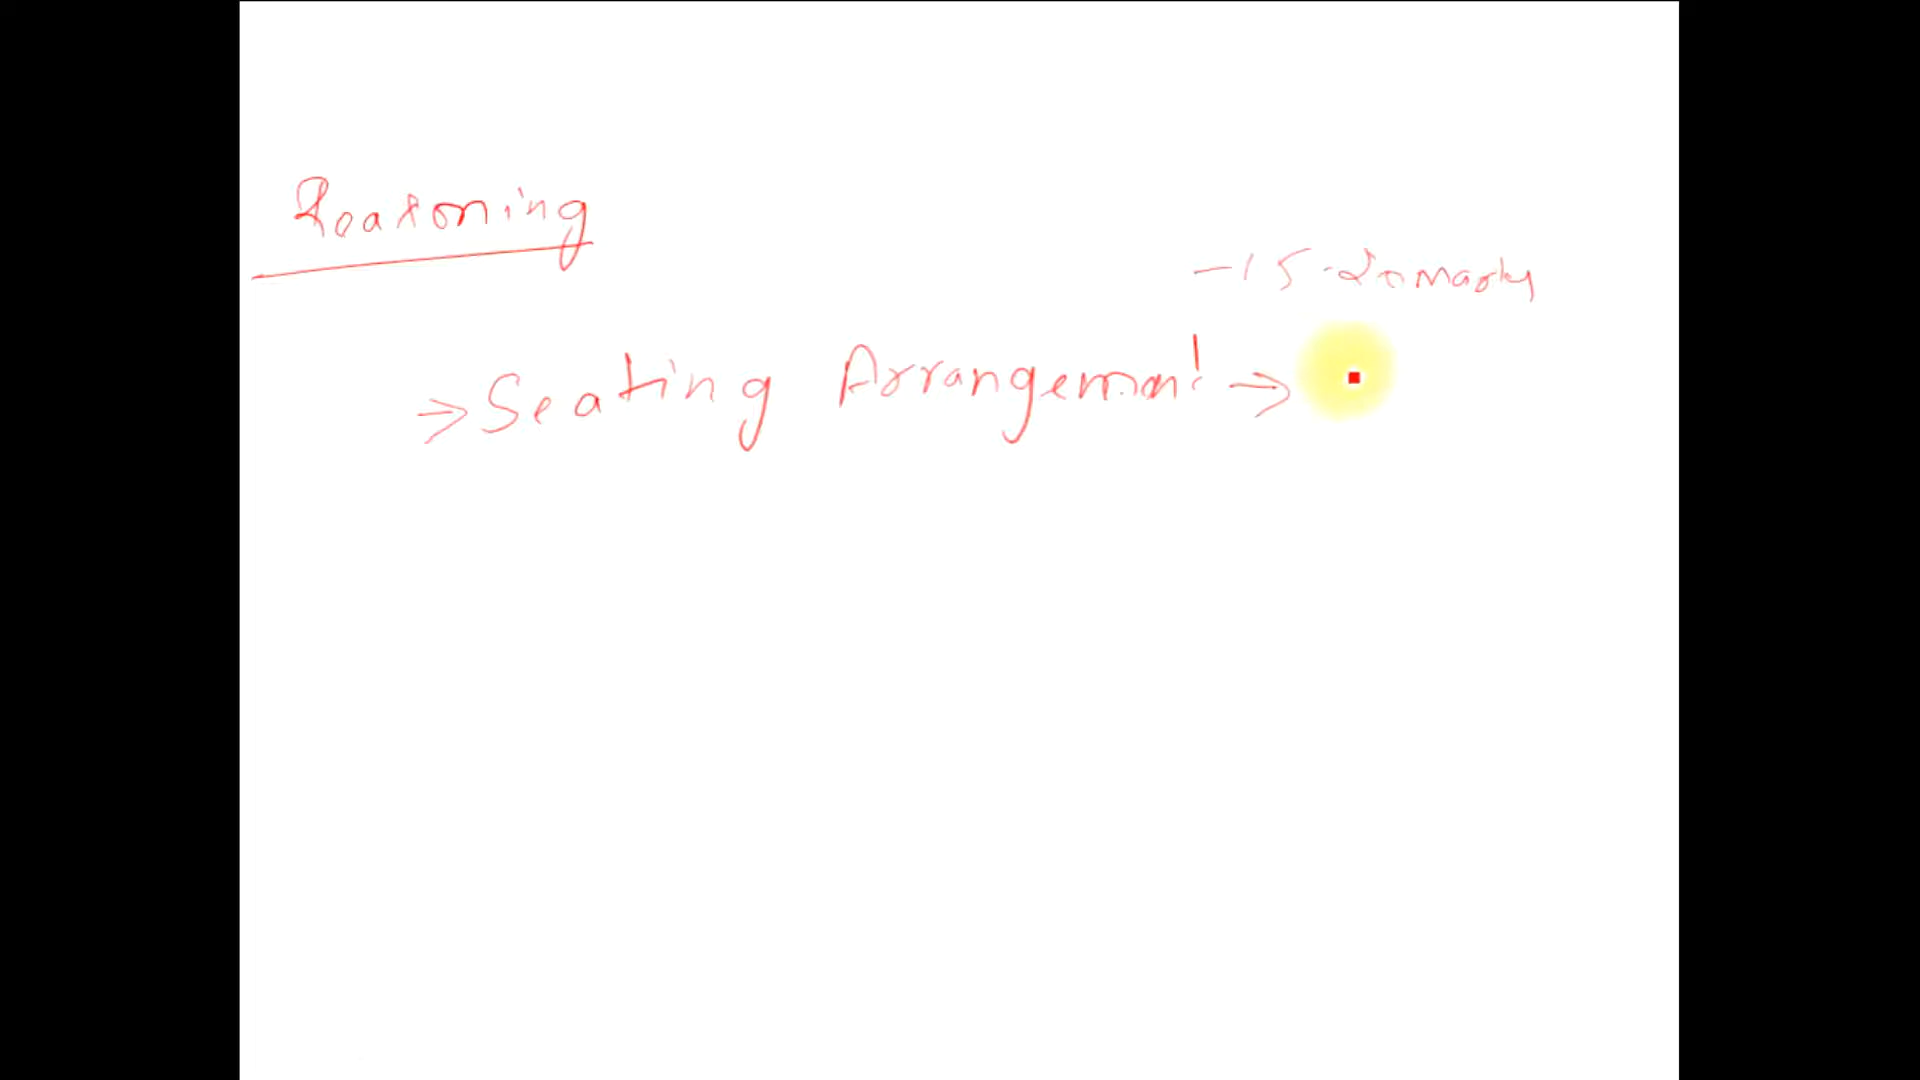 Reasoning
-15-20 marks
→ Seating Arrangement →